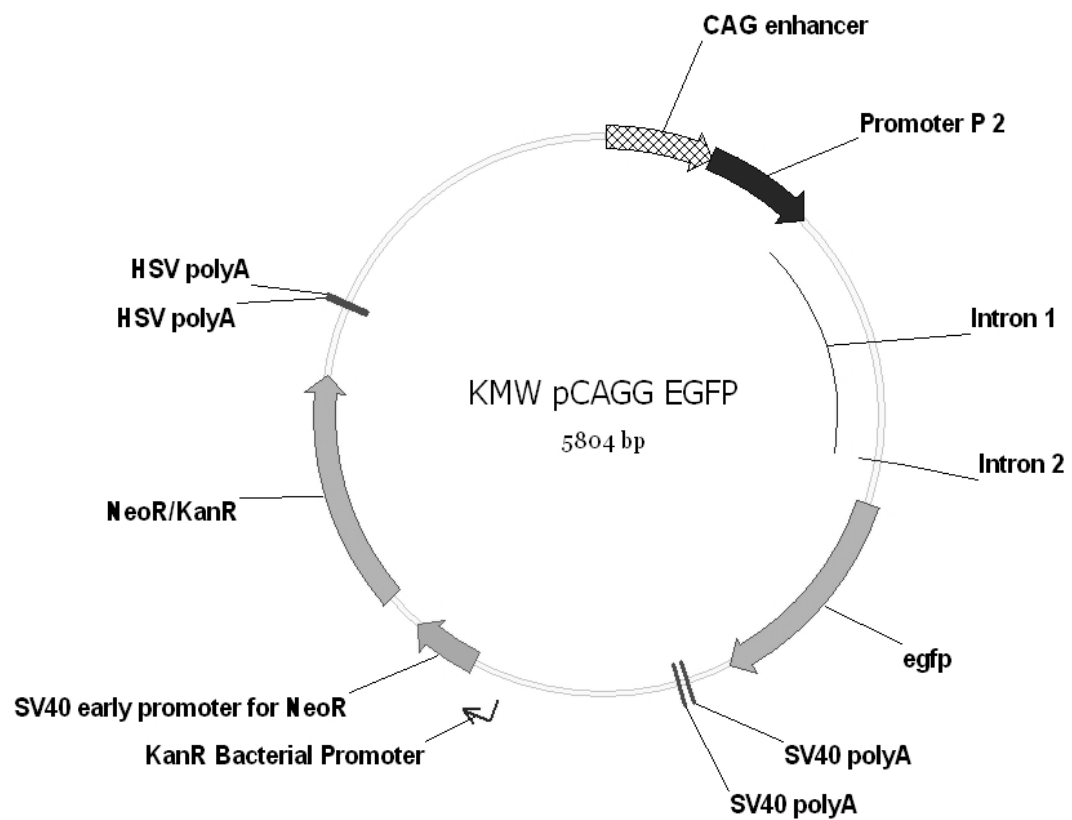 CAG enhancer
Promoter P 2
HSV polyA
HSV polyA
Intron 1
KMW pCAGG EGFP
5804 bp
Intron 2
NeoR/KanR
egfp
SV40 early promoter for NeoR
KanR Bacterial Promoter
SV40 polyA
SV40 polyA